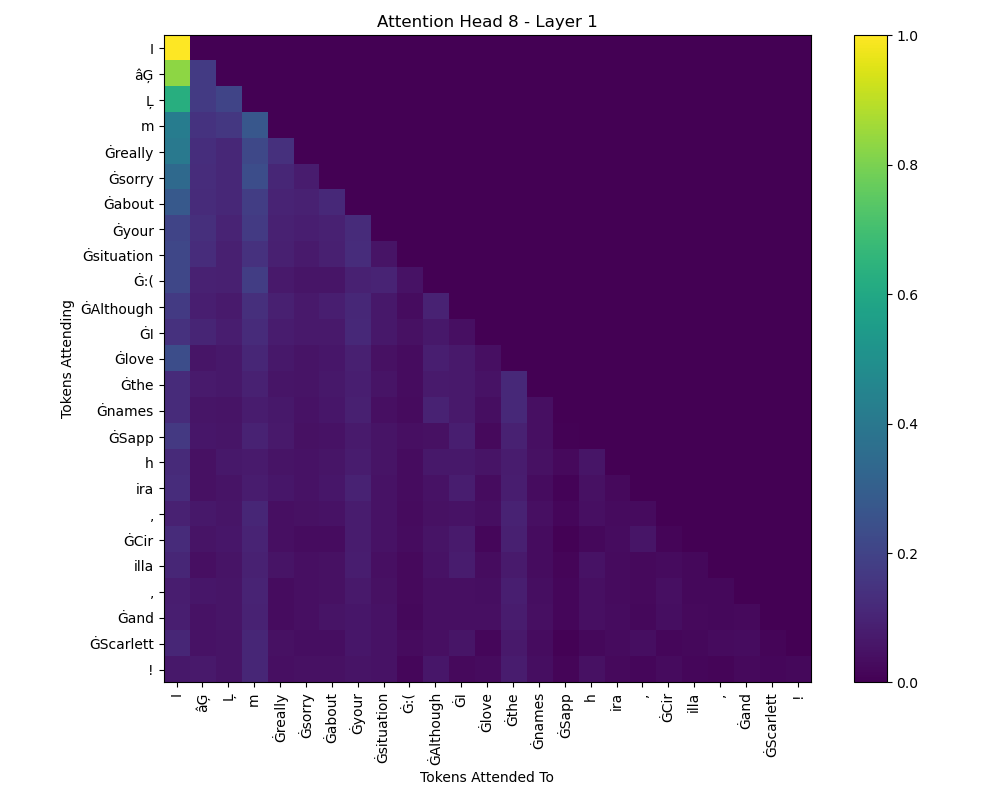 Attention Head 8 - Layer 1
I
âĢ
Ļ
m
Ġreally
Ġsorry
Ġabout
Ġyour
Ġsituation
Ġ:(
ĠAlthough
ĠI
Ġlove
Ġthe
Ġnames
ĠSapp
h
ira
,
ĠCir
illa
,
Ġand
ĠScarlett
!
Tokens Attending
I
âĢ
Ļ
m
Ġreally
Ġsorry
Ġabout
Ġyour
Ġsituation
Ġ:(
ĠAlthough
ĠI
Ġlove
Ġthe
Ġnames
ĠSapp
h
ira
,
ĠCir
illa
,
Ġand
ĠScarlett
!
Tokens Attended To
1.0
0.8
0.6
0.4
0.2
0.0